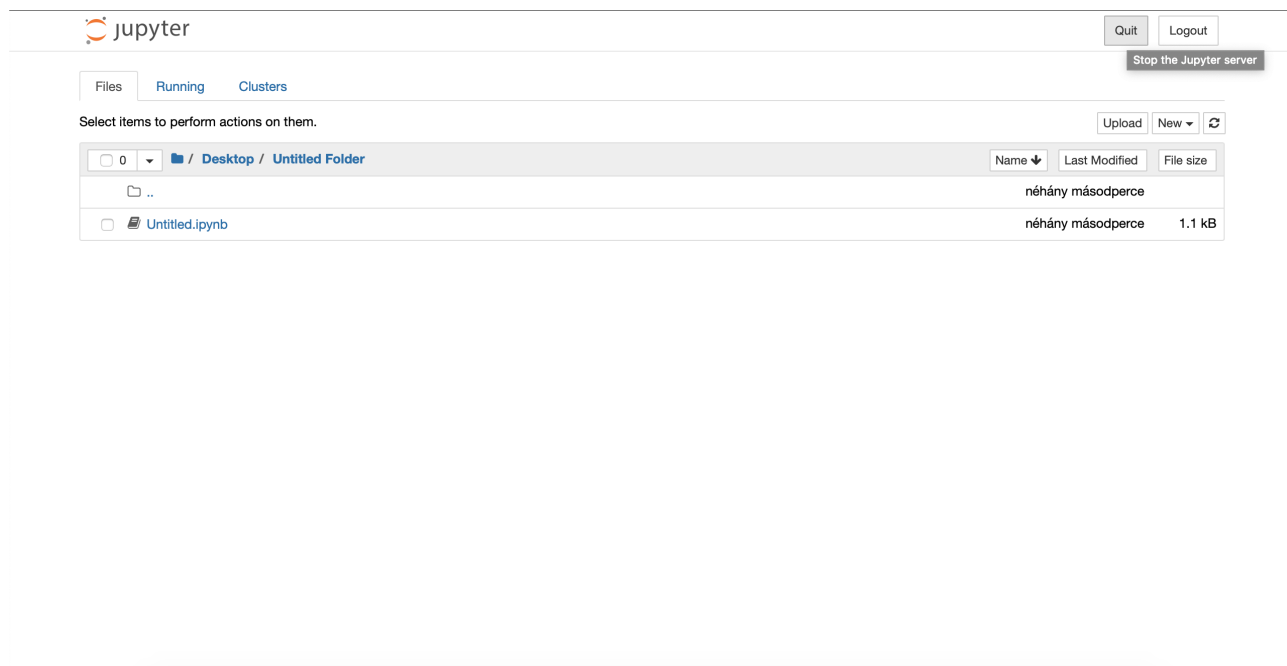 jupyter
Quit Logout
Stop the Jupyter server
Files Running Clusters
Select items to perform actions on them.
Upload New
0 / Desktop / Untitled Folder Name Last Modified File size
.. néhány másodperce
Untitled.ipynb néhány másodperce 1.1 kB